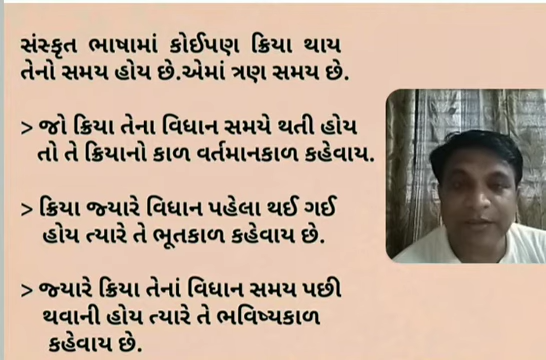 સંસ્કૃત ભાષામાં કોઈપણ ક્રિયા થાય
તેનો સમય હોય છે.એમાં ત્રણ સમય છે.
> જો ક્રિયા તેના વિધાન સમયે થતી હોય
તો તે ક્રિયાનો કાળ વર્તમાનકાળ કહેવાય.
> ક્રિયા જ્યારે વિધાન પહેલા થઈ ગઈ
હોય ત્યારે તે ભૂતકાળ કહેવાય છે.
> જ્યારે ક્રિયા તેનાં વિધાન સમય પછી
થવાની હોય ત્યારે તે ભવિષ્યકાળ
કહેવાય છે.